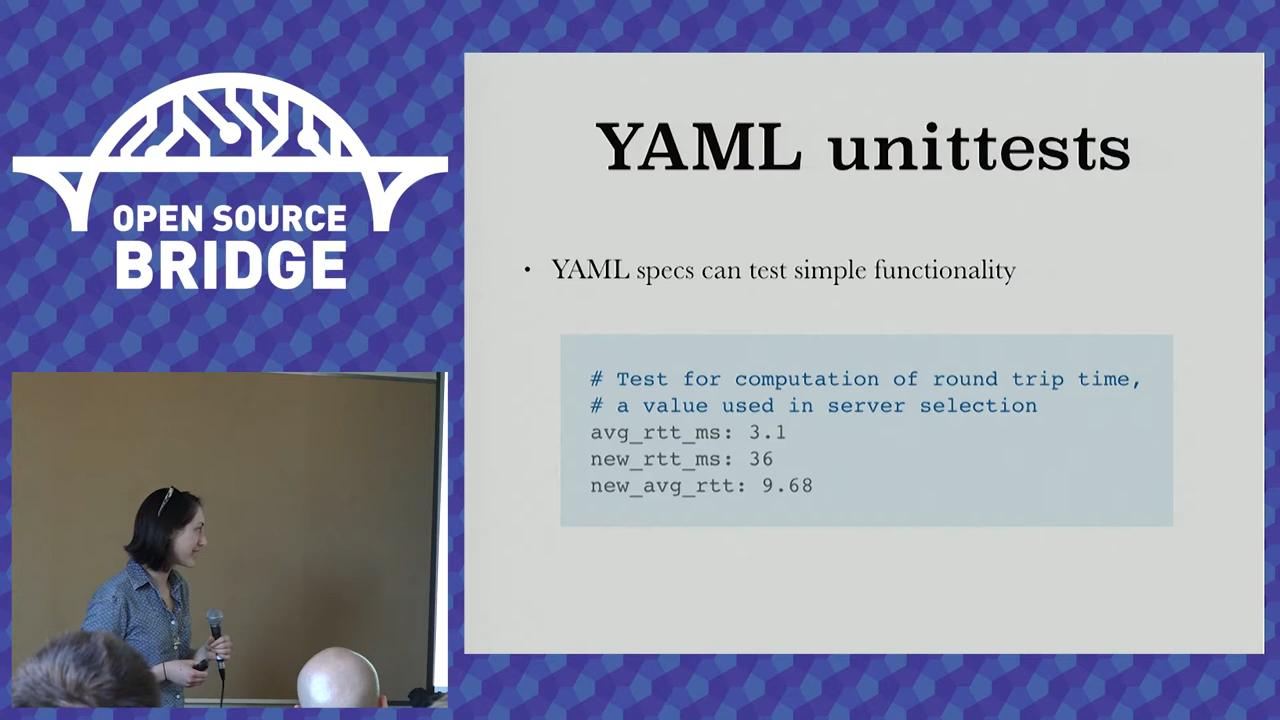 OPEN SOURCE
BRIDGE
YAML unittests
• YAML specs can test simple functionality
# Test for computation of round trip time,
# a value used in server selection
avg_rtt_ms: 3.1
new_rtt_ms: 36
new_avg_rtt: 9.68